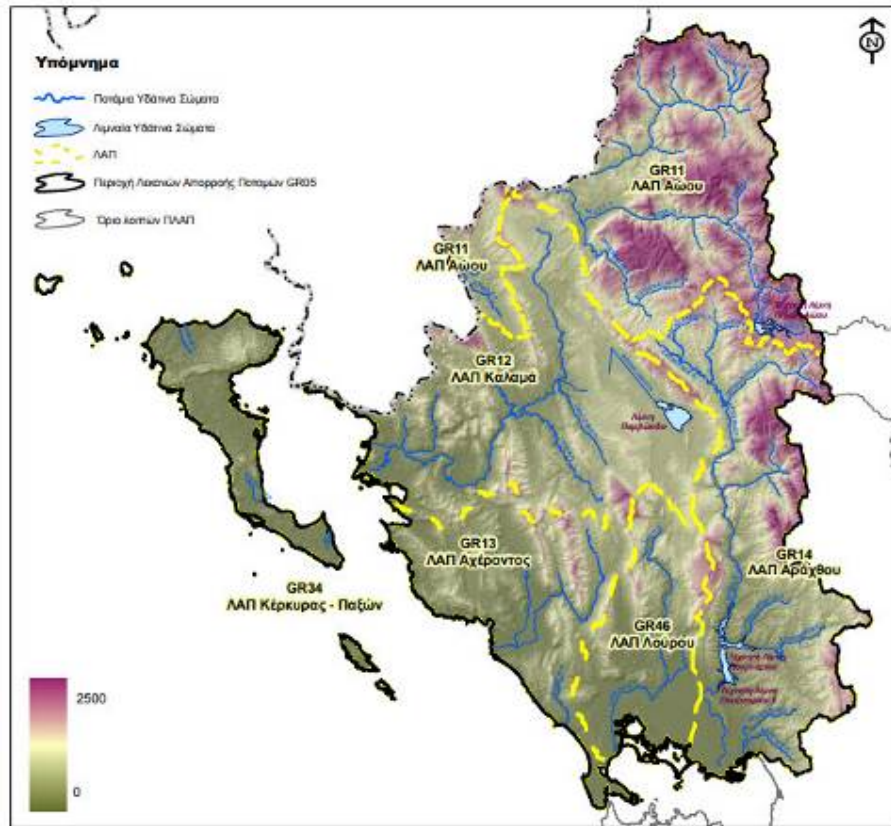 Υπόμνημα
Ποτάμια Υδάτινα Σώματα
Λιμναία Υδάτινα Σώματα
ΛΑΠ
Περιοχή Λεκανών Απορροής Ποταμών GR05
Όρια λοιπών ΠΛΑΠ
N
GR11
ΛΑΠ Αώου
GR11
ΛΑΠ Αώου
GR12
ΛΑΠ Καλαμά
Λίμνη
GR13
ΛΑΠ Αχέροντος
GR14
ΛΑΠ Αράχθου
GR34
ΛΑΠ Κέρκυρας - Παξών
GR46
ΛΑΠ Λούρου
2500
0